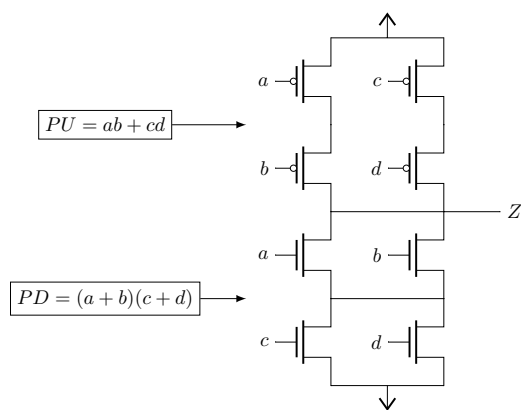 a
c
PU = ab + cd
b
d
Z
a
b
PD = (a + b)(c + d)
c
d